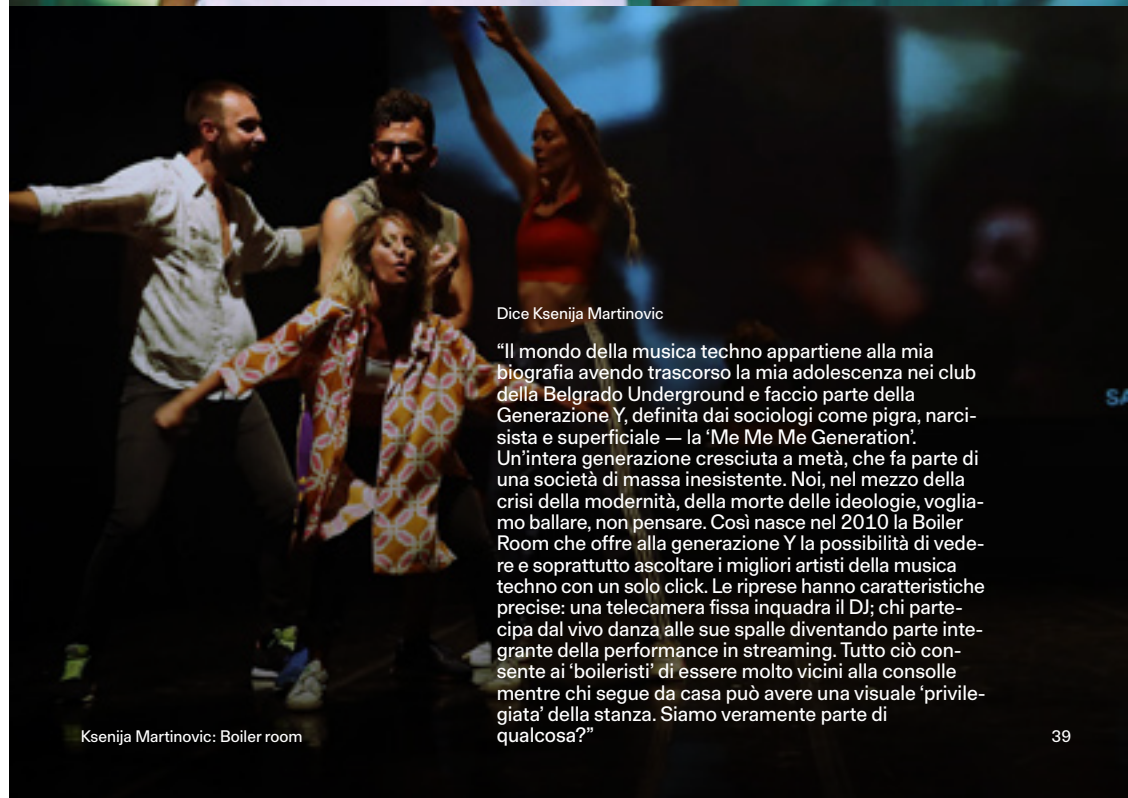 Dice Ksenija Martinovic
“Il mondo della musica techno appartiene alla mia
biografia avendo trascorso la mia adolescenza nei club
della Belgrado Underground e faccio parte della
Generazione Y, definita dai sociologi come pigra, narci-
sista e superficiale — la ‘Me Me Me Generation’.
Un’intera generazione cresciuta a metà, che fa parte di
una società di massa inesistente. Noi, nel mezzo della
crisi della modernità, della morte delle ideologie, voglia-
mo ballare, non pensare. Così nasce nel 2010 la Boiler
Room che offre alla generazione Y la possibilità di vede-
re e soprattutto ascoltare i migliori artisti della musica
techno con un solo click. Le riprese hanno caratteristiche
precise: una telecamera fissa inquadra il DJ; chi parte-
cipa dal vivo danza alle sue spalle diventando parte inte-
grante della performance in streaming. Tutto ciò con-
sente ai ‘boileristi’ di essere molto vicini alla consolle
mentre chi segue da casa può avere una visuale ‘privile-
giata’ della stanza. Siamo veramente parte di
qualcosa?”
SA
Ksenija Martinovic: Boiler room
39